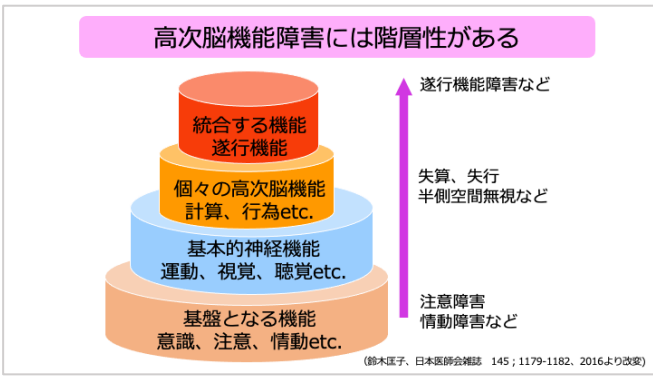 高次脳機能障害には階層性がある
統合する機能
遂行機能
個々の高次脳機能
計算、行為etc.
基本的神経機能
運動、視覚、聴覚etc.
基盤となる機能
意識、注意、情動etc.
遂行機能障害など
失算、失行
半側空間無視など
注意障害
情動障害など
(鈴木匡子、日本医師会雑誌　145；1179-1182、2016より改変)